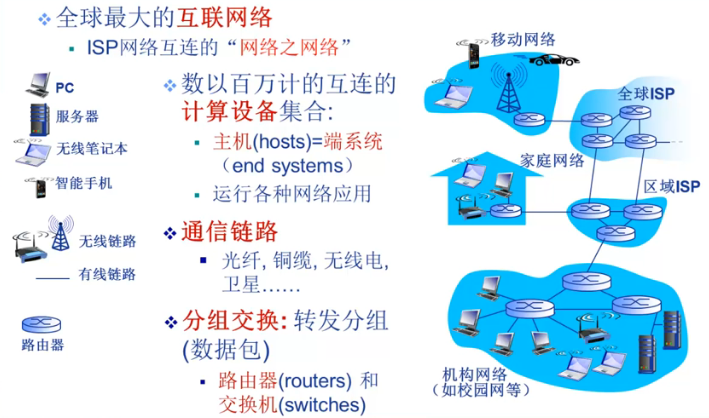 全球最大的互联网络
ISP网络互连的“网络之网络”
PC
服务器
无线笔记本
智能手机
无线链路
有线链路
路由器
数以百万计的互连的
计算设备集合:
主机(hosts)=端系统
（end systems）
运行各种网络应用
通信链路
光纤, 铜缆, 无线电,
卫星……
分组交换: 转发分组
(数据包)
路由器(routers) 和
交换机(switches)
移动网络
全球ISP
家庭网络
区域ISP
机构网络
(如校园网等)